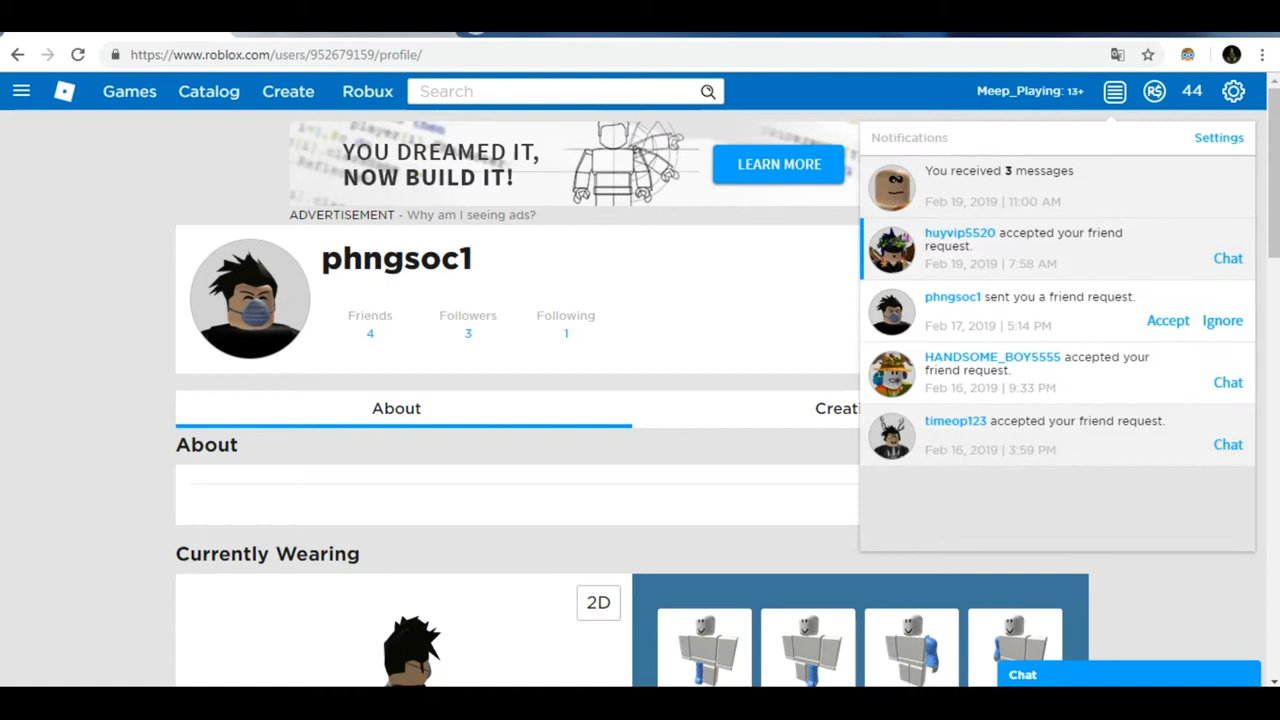 https://www.roblox.com/users/952679159/profile/
Games Catalog Create Robux Search Meep_Playing: 13+ R$ 44
YOU DREAMED IT,
NOW BUILD IT!
LEARN MORE
ADVERTISEMENT - Why am I seeing ads?
phngsoc1
Friends Followers Following
4 3 1
About Creati
About
Currently Wearing
2D
Notifications Settings
You received 3 messages
Feb 19, 2019 | 11:00 AM
huyvip5520 accepted your friend
request.
Feb 19, 2019 | 7:58 AM Chat
phngsoc1 sent you a friend request.
Feb 17, 2019 | 5:14 PM Accept Ignore
HANDSOME_BOY5555 accepted your
friend request.
Feb 16, 2019 | 9:33 PM Chat
timeop123 accepted your friend request.
Feb 16, 2019 | 3:59 PM Chat
Chat